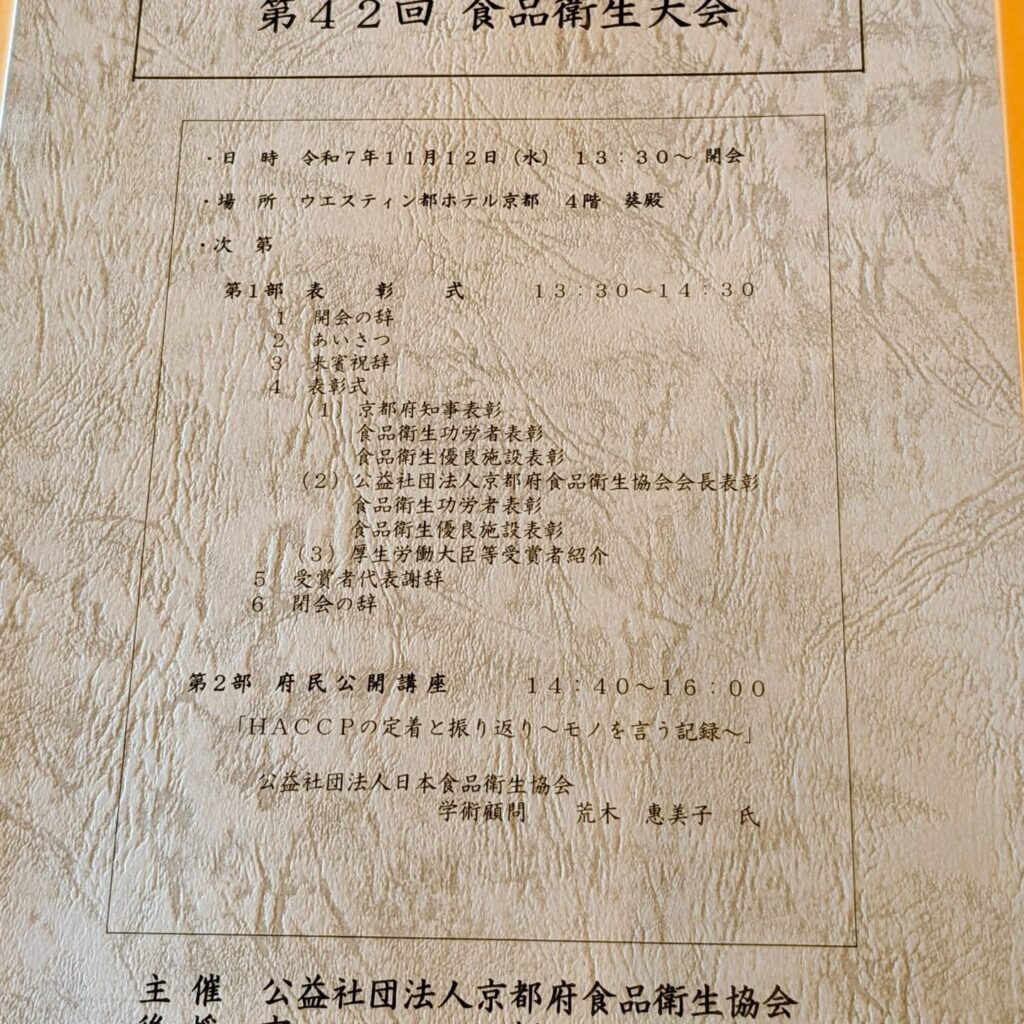 第４２回 食品衛生大会
・日　時　令和７年１１月１２日（水）　１３：３０～ 開会
・場　所　ウエスティン都ホテル京都　４階　葵殿
・次　第
第１部　表　彰　式　１３：３０～１４：３０
１　開会の辞
２　あいさつ
３　来賓祝辞
４　表彰式
（１）京都府知事表彰
食品衛生功労者表彰
食品衛生優良施設表彰
（２）公益社団法人京都府食品衛生協会会長表彰
食品衛生功労者表彰
食品衛生優良施設表彰
（３）厚生労働大臣等受賞者紹介
５　受賞者代表謝辞
６　閉会の辞
第２部　府民公開講座　１４：４０～１６：００
「ＨＡＣＣＰの定着と振り返り～モノを言う記録～」
公益社団法人日本食品衛生協会
学術顧問　荒木　惠美子　氏
主　催　公益社団法人京都府食品衛生協会